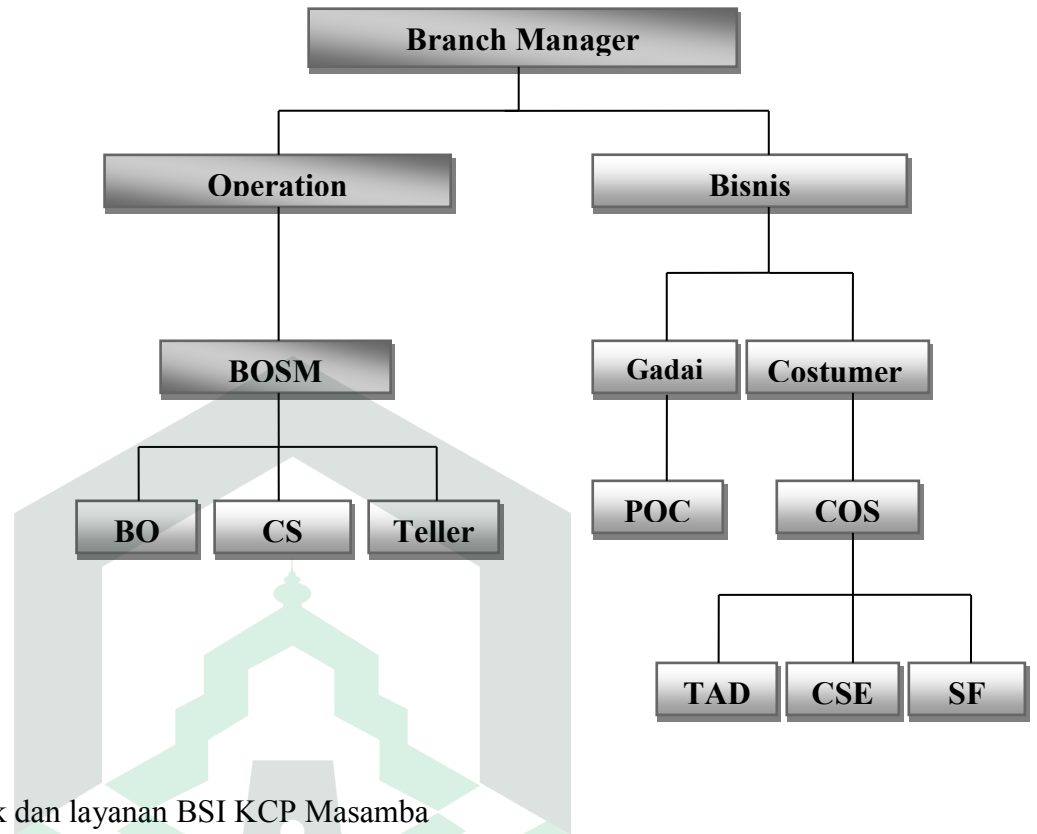 Branch Manager
Operation
Bisnis
BOSM
Gadai
Costumer
BO
CS
Teller
POC
COS
TAD
CSE
SF
dan layanan BSI KCP Masamba